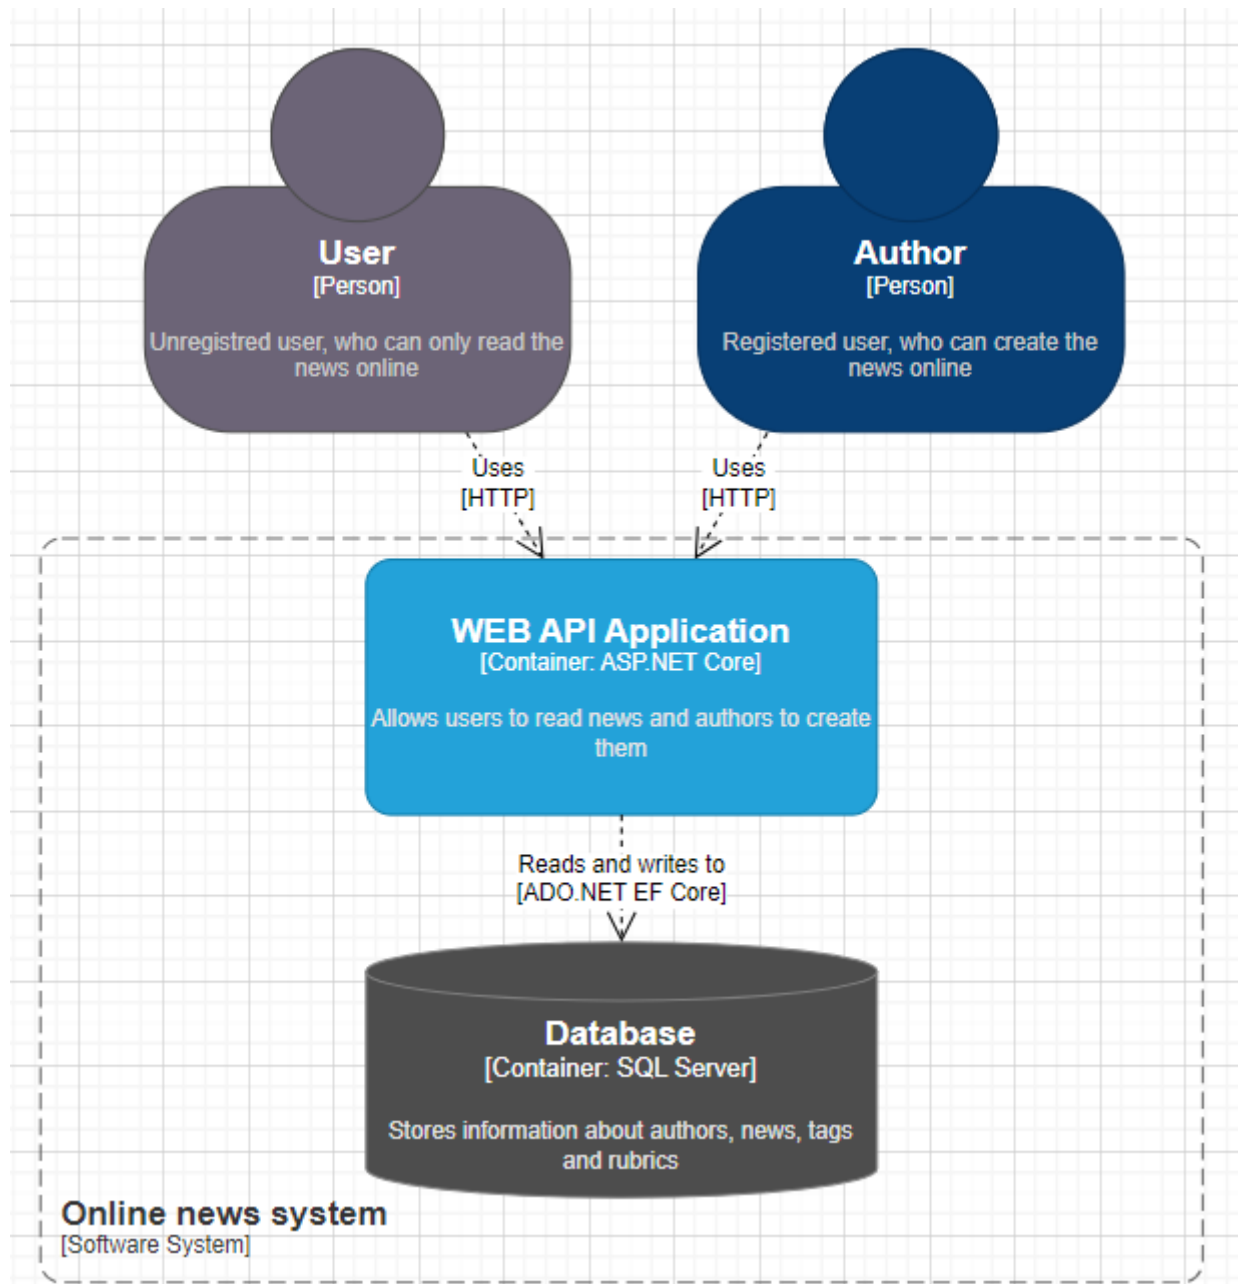 User
[Person]
Unregistred user, who can only read the
news online
Author
[Person]
Registered user, who can create the
news online
Uses
[HTTP]
Uses
[HTTP]
WEB API Application
[Container: ASP.NET Core]
Allows users to read news and authors to create
them
Reads and writes to
[ADO.NET EF Core]
Database
[Container: SQL Server]
Stores information about authors, news, tags
and rubrics
Online news system
[Software System]